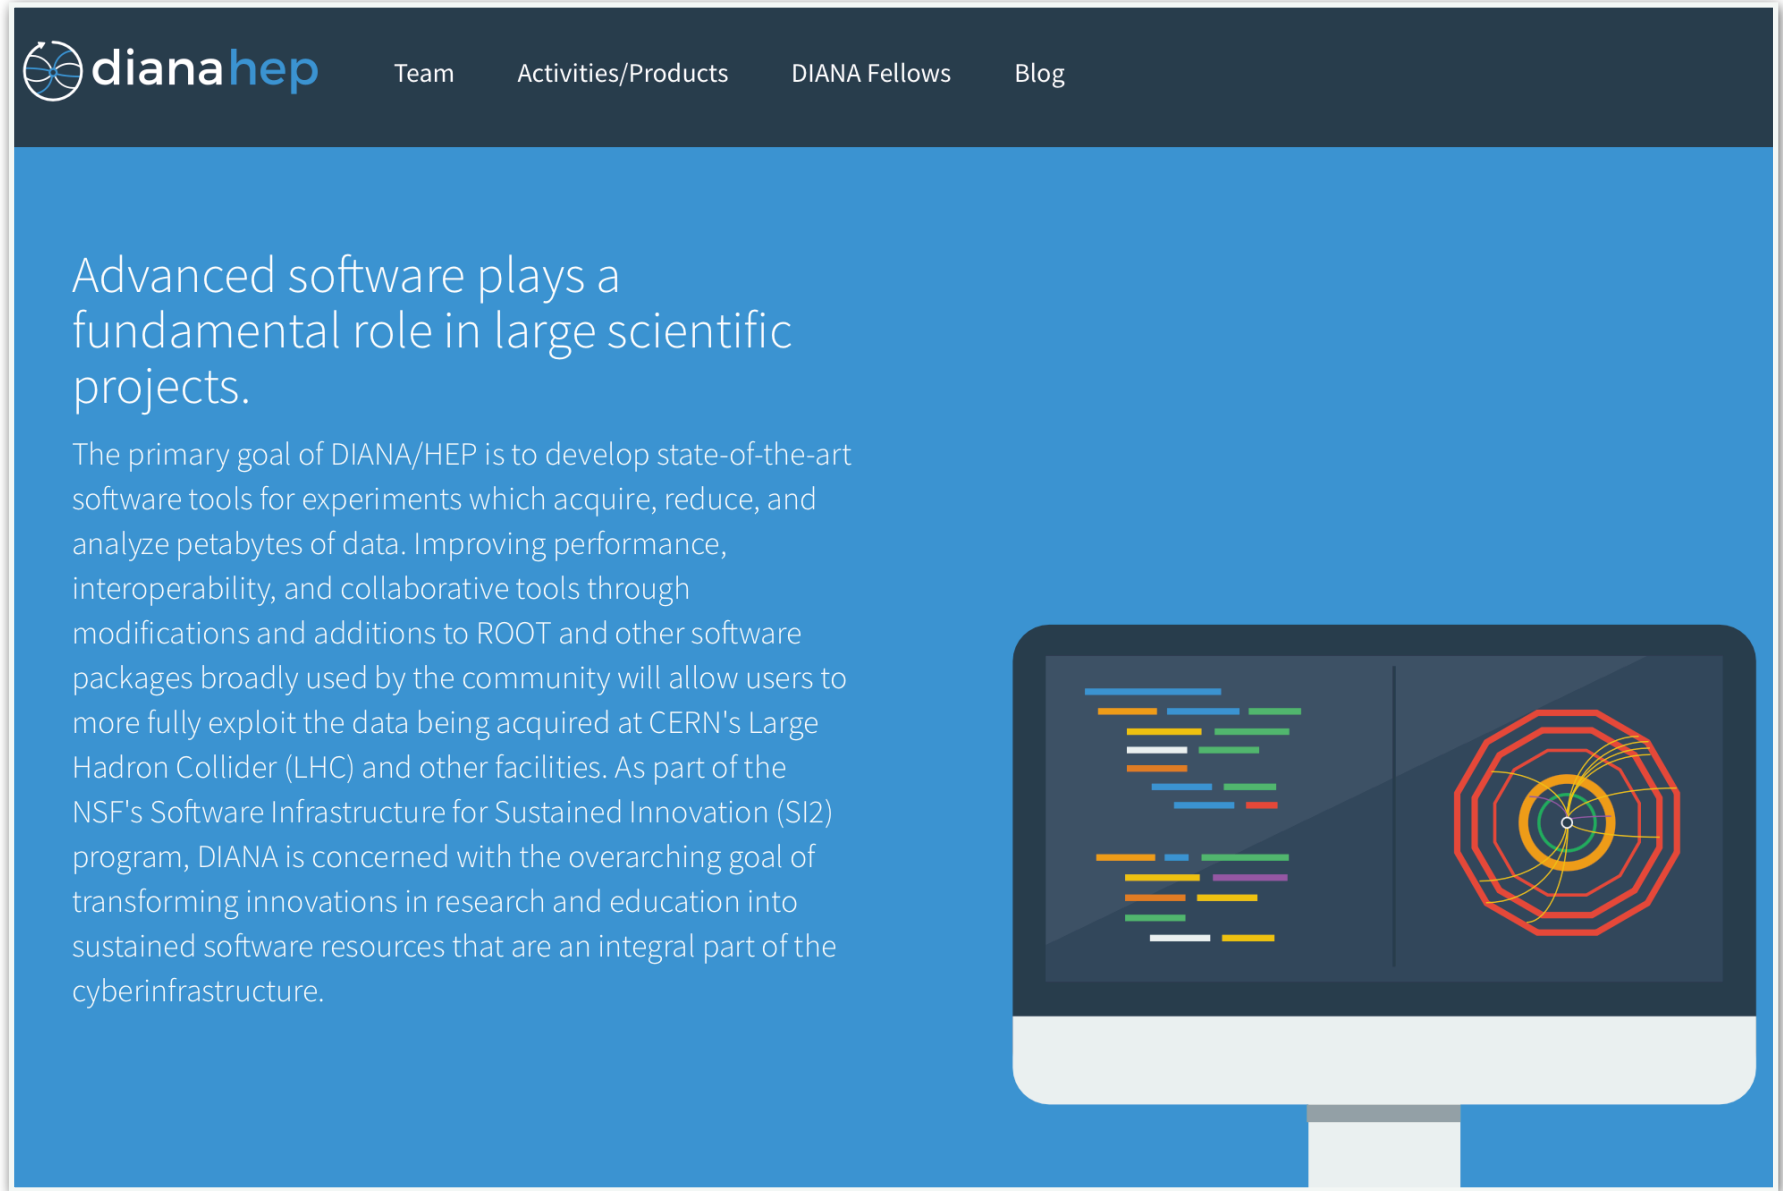 dianahep
Team
Activities/Products
DIANA Fellows
Blog
Advanced software plays a
fundamental role in large scientific
projects.
The primary goal of DIANA/HEP is to develop state-of-the-art
software tools for experiments which acquire, reduce, and
analyze petabytes of data. Improving performance,
interoperability, and collaborative tools through
modifications and additions to ROOT and other software
packages broadly used by the community will allow users to
more fully exploit the data being acquired at CERN's Large
Hadron Collider (LHC) and other facilities. As part of the
NSF's Software Infrastructure for Sustained Innovation (SI2)
program, DIANA is concerned with the overarching goal of
transforming innovations in research and education into
sustained software resources that are an integral part of the
cyberinfrastructure.